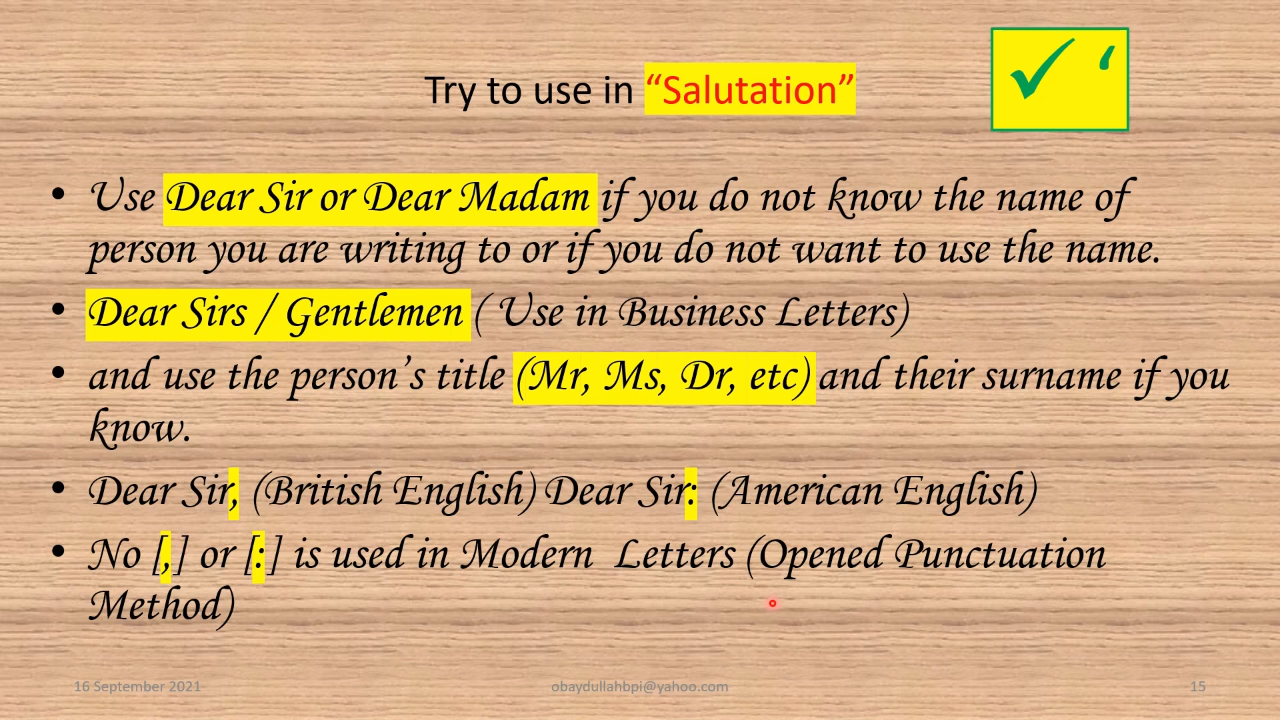 Try to use in “Salutation”
✓ ‘
• Use Dear Sir or Dear Madam if you do not know the name of
person you are writing to or if you do not want to use the name.
• Dear Sirs / Gentlemen ( Use in Business Letters)
• and use the person’s title (Mr, Ms, Dr, etc) and their surname if you
know.
• Dear Sir, (British English) Dear Sir: (American English)
• No [,] or [:] is used in Modern  Letters (Opened Punctuation
Method)
16 September 2021 obaydullahbpi@yahoo.com 15